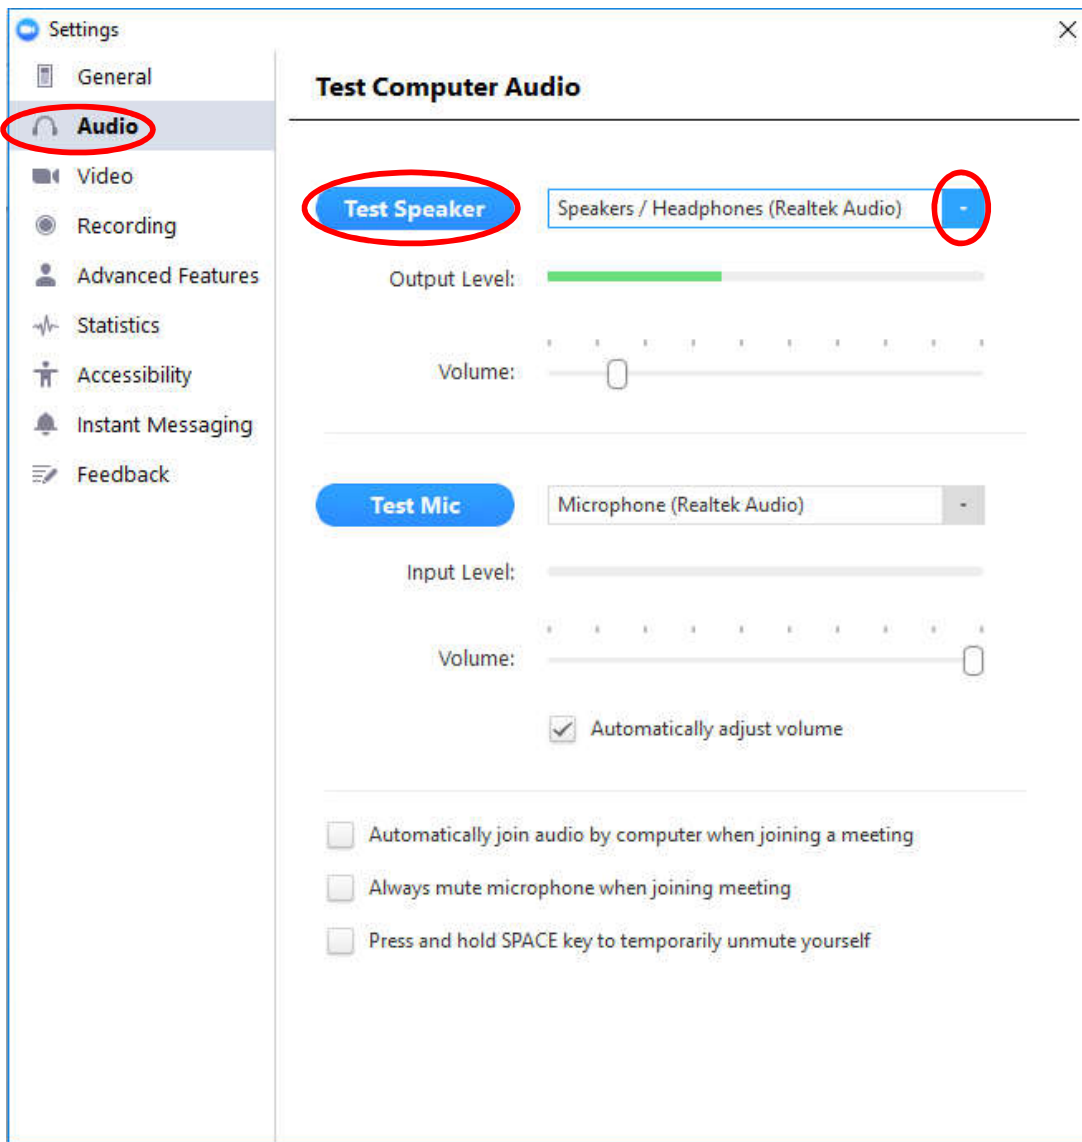 Settings
General
Audio
Video
Recording
Advanced Features
Statistics
Accessibility
Instant Messaging
Feedback
Test Computer Audio
Test Speaker
Speakers / Headphones (Realtek Audio)
Output Level:
Volume:
Test Mic
Microphone (Realtek Audio)
Input Level:
Volume:
Automatically adjust volume
Automatically join audio by computer when joining a meeting
Always mute microphone when joining meeting
Press and hold SPACE key to temporarily unmute yourself